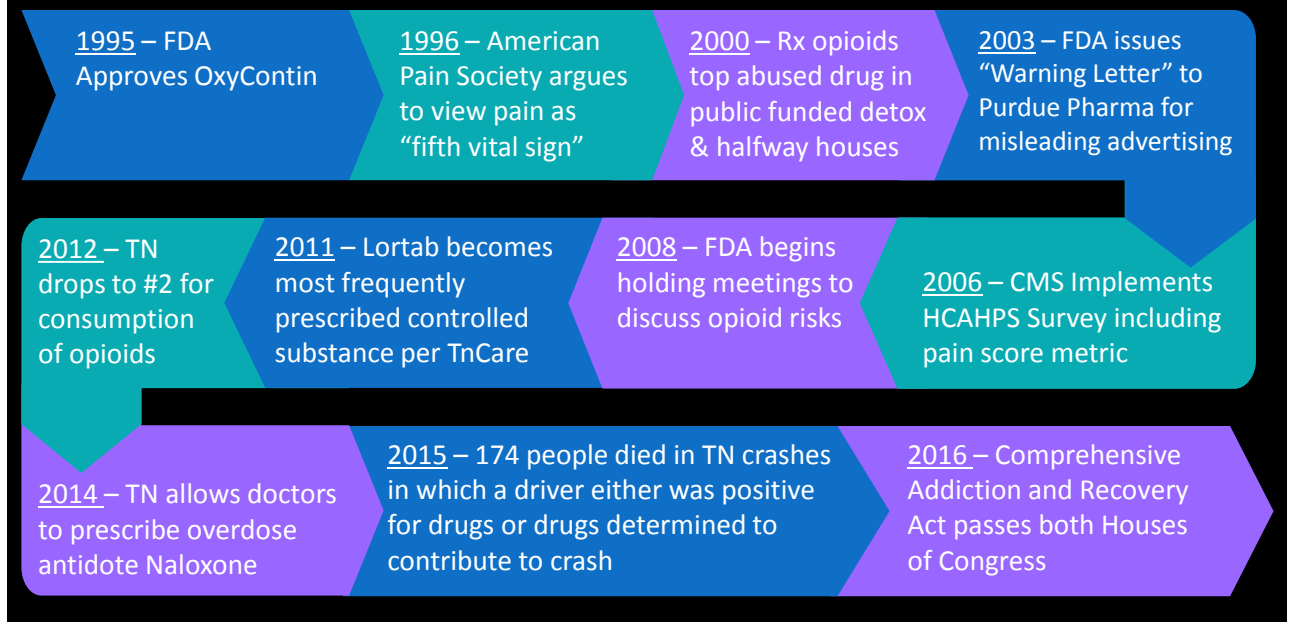 1995 – FDA
Approves OxyContin
1996 – American
Pain Society argues
to view pain as
“fifth vital sign”
2000 – Rx opioids
top abused drug in
public funded detox
& halfway houses
2003 – FDA issues
“Warning Letter” to
Purdue Pharma for
misleading advertising
2006 – CMS Implements
HCAHPS Survey including
pain score metric
2008 – FDA begins
holding meetings to
discuss opioid risks
2011 – Lortab becomes
most frequently
prescribed controlled
substance per TnCare
2012 – TN
drops to #2 for
consumption
of opioids
2014 – TN allows doctors
to prescribe overdose
antidote Naloxone
2015 – 174 people died in TN crashes
in which a driver either was positive
for drugs or drugs determined to
contribute to crash
2016 – Comprehensive
Addiction and Recovery
Act passes both Houses
of Congress